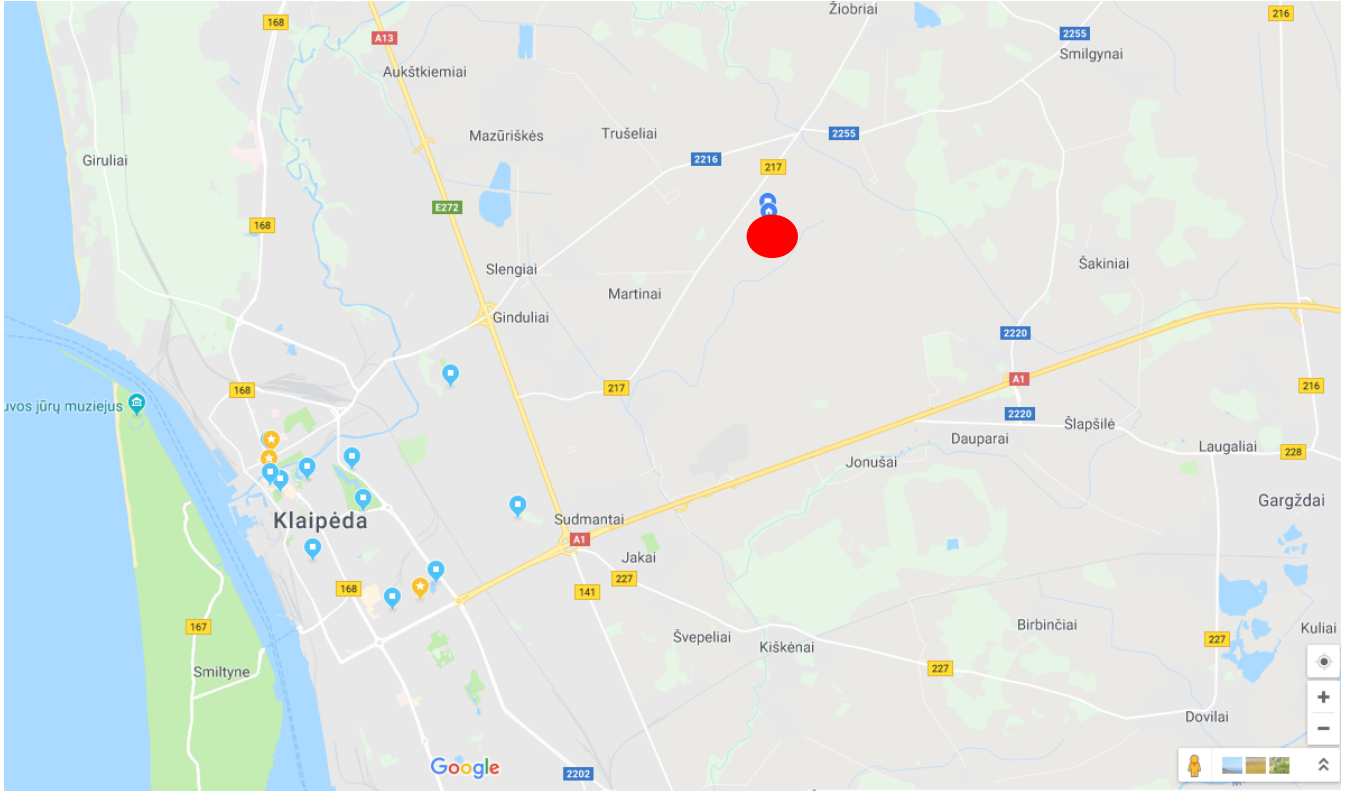 Žiobriai
168
216
A13
2255
Smilgynai
Aukštkiemiai
Mazūriškės
Trušeliai
2255
Giruliai
2216
217
E272
168
Slengiai
Šakiniai
Martinai
Ginduliai
2220
A1
168
217
216
uvos jūrų muziejus
2220
Šlapšilė
Dauparai
Laugaliai
228
Jonušai
Gargždai
Klaipėda
Sudmantai
A1
Jakai
227
168
141
Birbinčiai
167
Švepeliai
Kiškėnai
227
Kuliai
Smiltyne
227
Dovilai
Google
2202